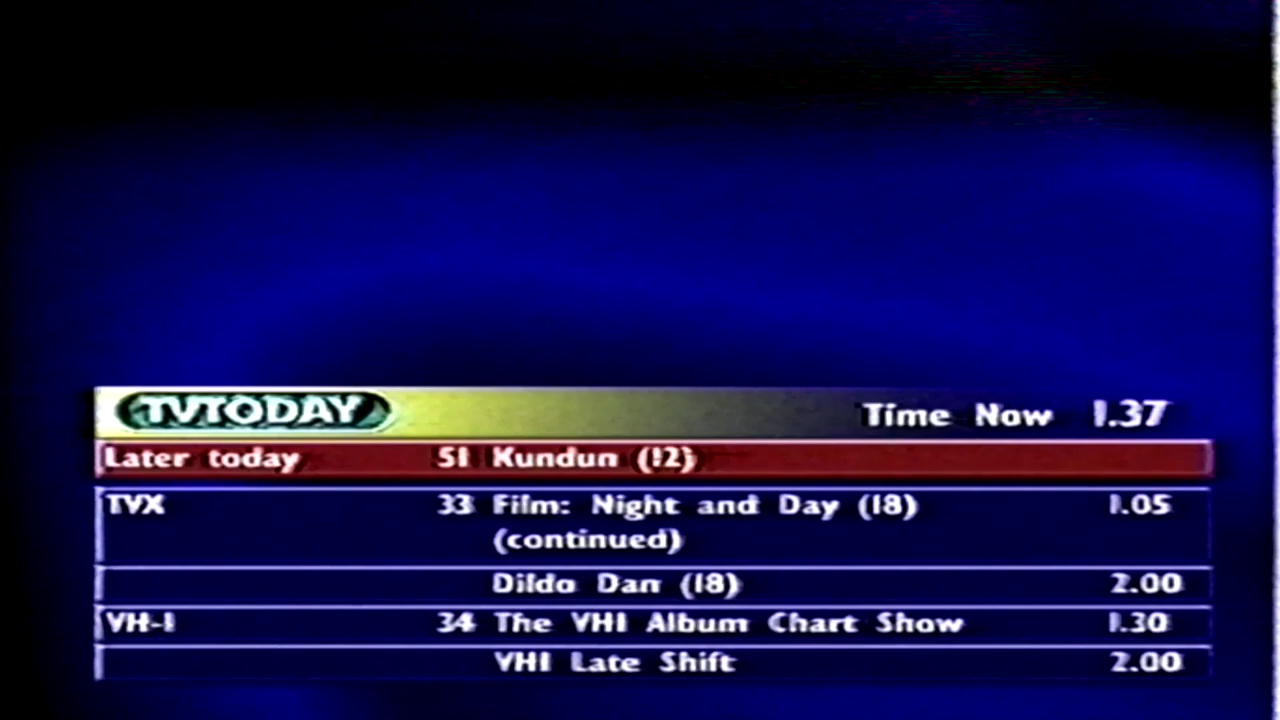 TVTODAY Time Now 1.37
Later today 51 Kundun (12)
TVX 33 Film: Night and Day (18) 1.05
(continued)
Dildo Dan (18) 2.00
VH-1 34 The VH1 Album Chart Show 1.30
VH1 Late Shift 2.00